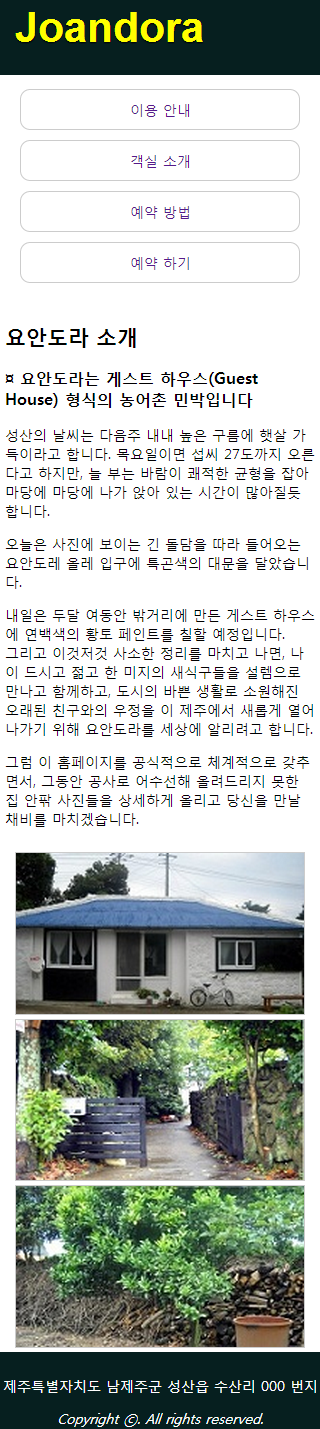 Joandora
이용 안내
객실 소개
예약 방법
예약 하기
요안도라 소개
¤ 요안도라는 게스트 하우스(Guest
House) 형식의 농어촌 민박입니다
성산의 날씨는 다음주 내내 높은 구름에 햇살 가
득이라고 합니다. 목요일이면 섭씨 27도까지 오른
다고 하지만, 늘 부는 바람이 쾌적한 균형을 잡아
마당에 마당에 나가 앉아 있는 시간이 많아질듯
합니다.
오늘은 사진에 보이는 긴 돌담을 따라 들어오는
요안도레 올레 입구에 특곤색의 대문을 달았습니
다.
내일은 두달 여동안 밖거리에 만든 게스트 하우스
에 연백색의 황토 페인트를 칠할 예정입니다.
그리고 이것저것 사소한 정리를 마치고 나면, 나
이 드시고 젊고 한 미지의 새식구들을 설렘으로
만나고 함께하고, 도시의 바쁜 생활로 소원해진
오래된 친구와의 우정을 이 제주에서 새롭게 열어
나가기 위해 요안도라를 세상에 알리려고 합니다.
그럼 이 홈페이지를 공식적으로 체계적으로 갖추
면서, 그동안 공사로 어수선해 올려드리지 못한
집 안팎 사진들을 상세하게 올리고 당신을 만날
채비를 마치겠습니다.
제주특별자치도 남제주군 성산읍 수산리 000 번지
Copyright ⓒ. All rights reserved.